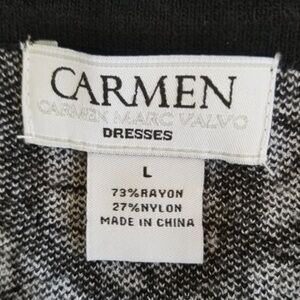 CARMEN
CARMEN MARC VALVO
DRESSES
L
73%RAYON
27%NYLON
MADE IN CHINA